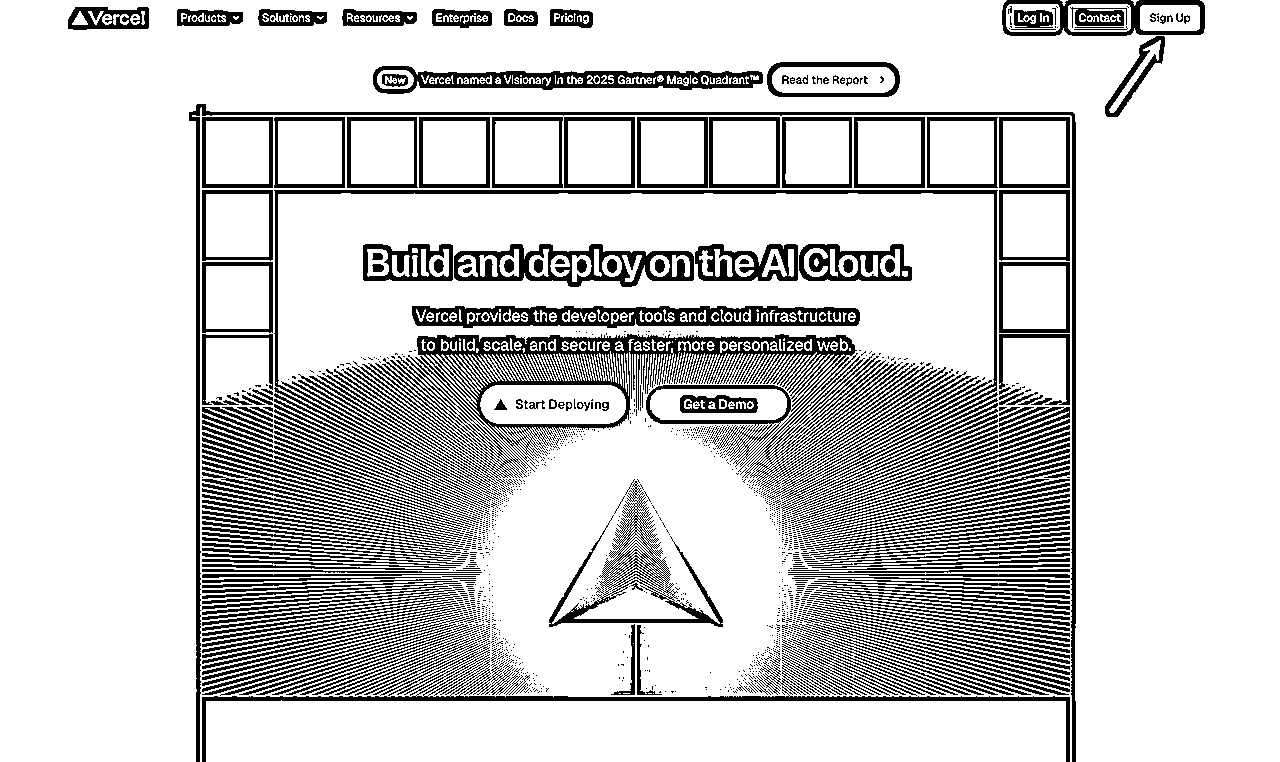 Vercel Products Solutions Resources Enterprise Docs Pricing Log In Contact Sign Up
New Vercel named a Visionary in the 2025 Gartner® Magic Quadrant™ Read the Report
Build and deploy on the AI Cloud.
Vercel provides the developer tools and cloud infrastructure
to build, scale, and secure a faster, more personalized web.
Start Deploying Get a Demo